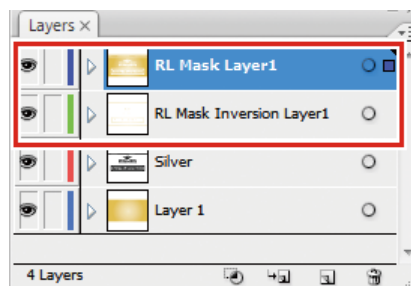 Layers ×
RL Mask Layer1
RL Mask Inversion Layer1
Silver
Layer 1
4 Layers